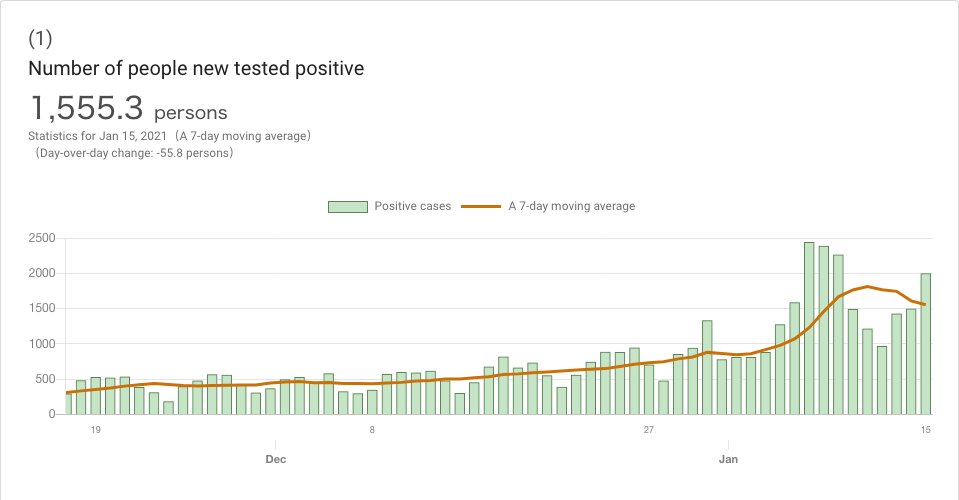 (1)
Number of people new tested positive
1,555.3 persons
Statistics for Jan 15, 2021 （A 7-day moving average）
（Day-over-day change: -55.8 persons）
Positive cases A 7-day moving average
2500
2000
1500
1000
500
0
19 8 27 15
Dec Jan